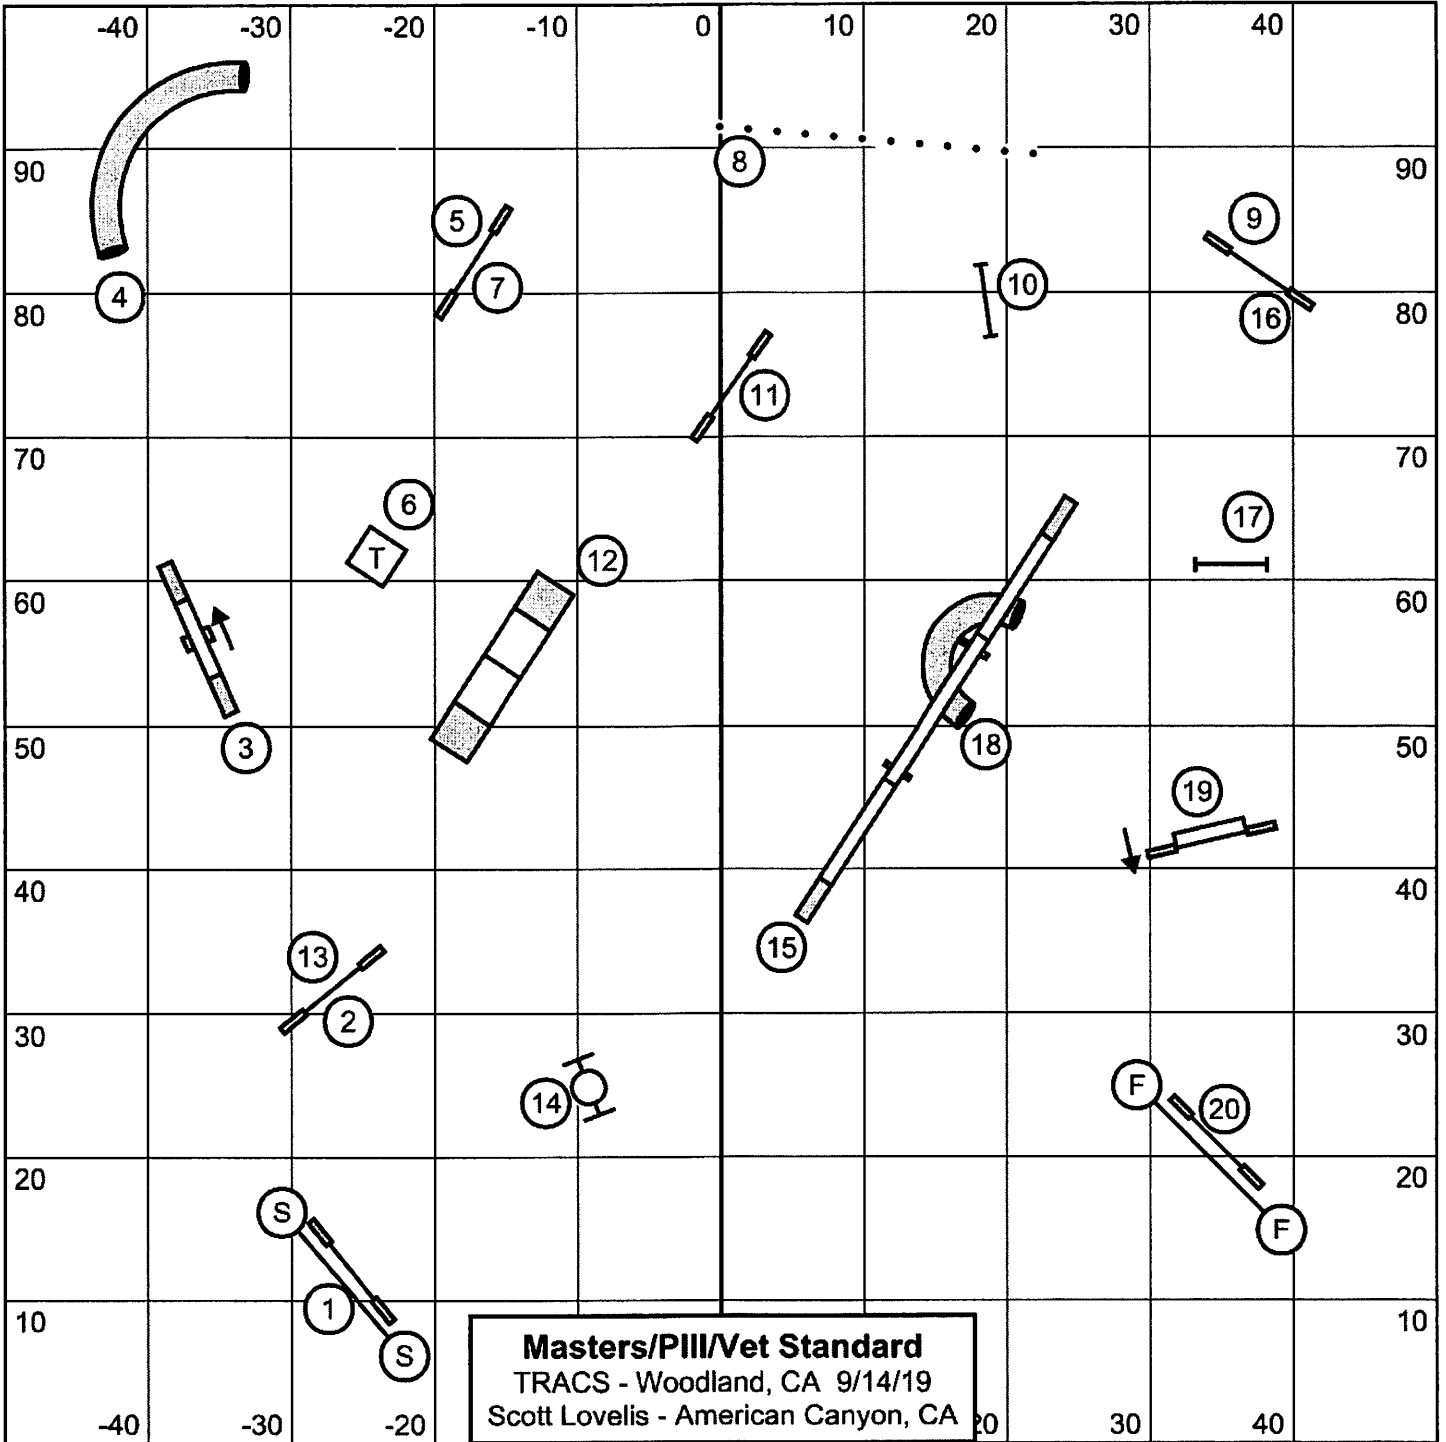 -40 -30 -20 -10 0 10 20 30 40
8
90 90
5 9
7 10
4 16
80 80
11
70 70
6 17
12
60 60
3 18
50 50
19
40 40
15
13
2
30 30
14 F 20
20 20
S F
1
10 10
S
Masters/PIII/Vet Standard
TRACS - Woodland, CA 9/14/19
Scott Lovelis - American Canyon, CA
-40 -30 -20 20 30 40
T